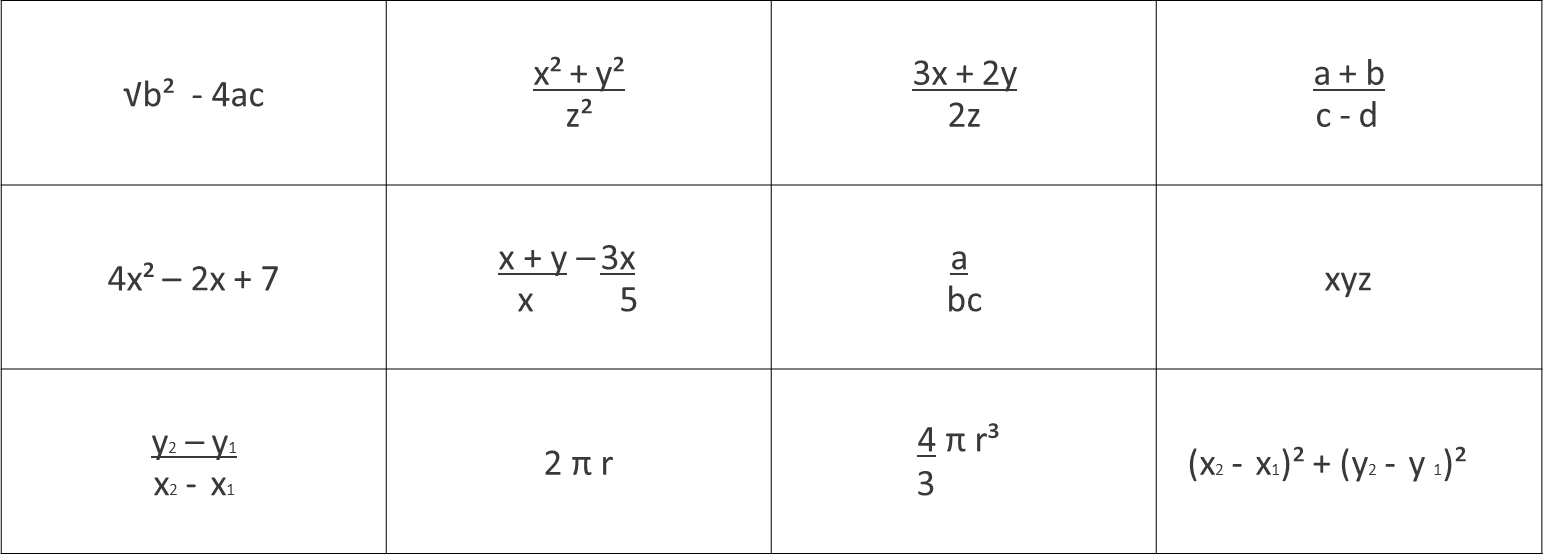 √b² - 4ac
x² + y²
z²
3x + 2y
2z
a + b
c - d
4x² – 2x + 7
x + y – 3x
x 5
a
bc
xyz
y₂ – y₁
x₂ - x₁
2 π r
4 π r³
3
(x₂ - x₁)² + (y₂ - y ₁)²